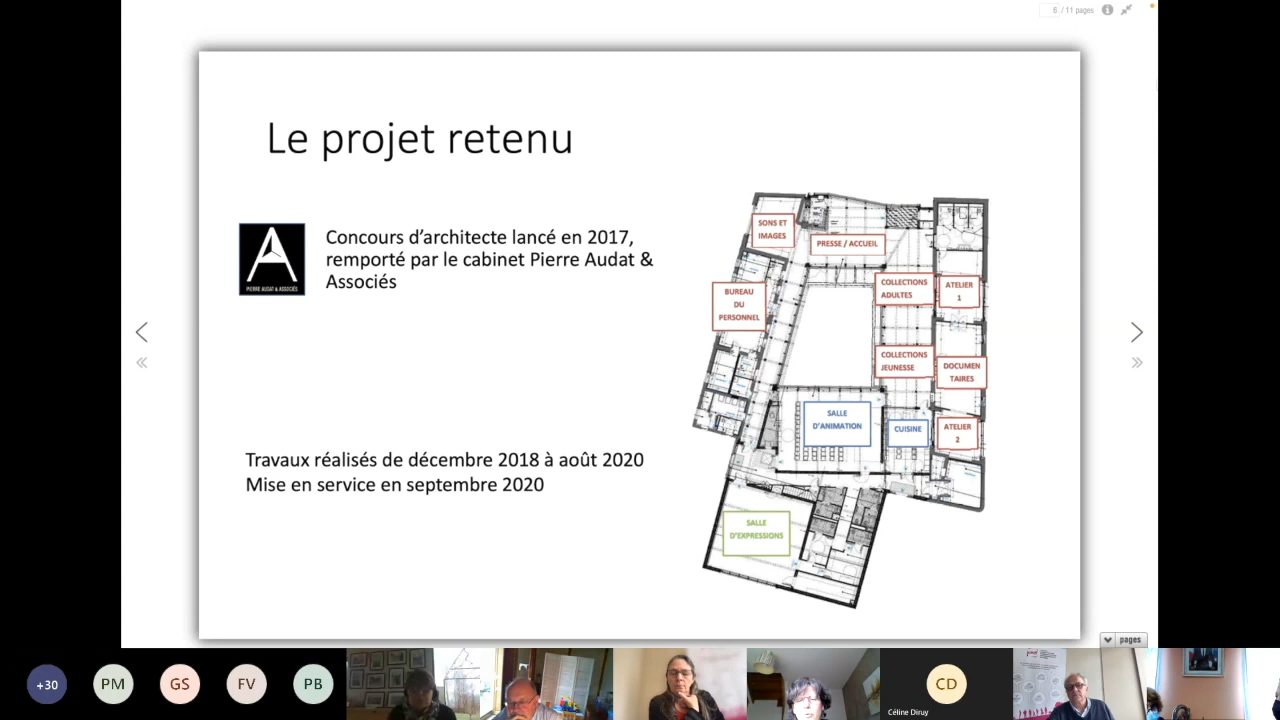 6 / 11 pages
Le projet retenu
PIERRE AUDAT & ASSOCIÉS
Concours d'architecte lancé en 2017,
remporté par le cabinet Pierre Audat &
Associés
Travaux réalisés de décembre 2018 à août 2020
Mise en service en septembre 2020
SONS ET
IMAGES
PRESSE / ACCUEIL
BUREAU
DU
PERSONNEL
COLLECTIONS
ADULTES
ATELIER
1
COLLECTIONS
JEUNESSE
DOCUMEN
TAIRES
SALLE
D'ANIMATION
CUISINE
ATELIER
2
SALLE
D'EXPRESSIONS
pages
+30
PM
GS
FV
PB
CD
Céline Diruy